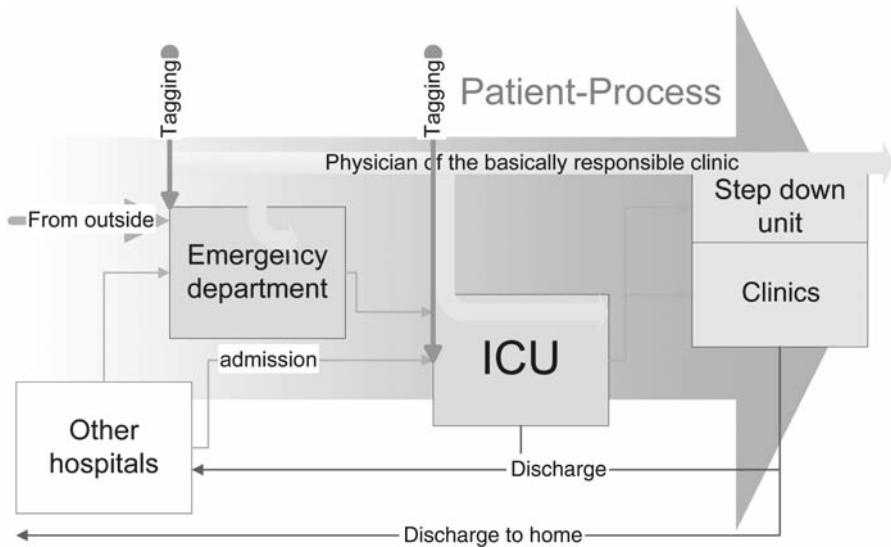 Tagging
Tagging
Patient-Process
Physician of the basically responsible clinic
From outside
Emergency
department
Step down
unit
Clinics
admission
ICU
Other
hospitals
Discharge
Discharge to home